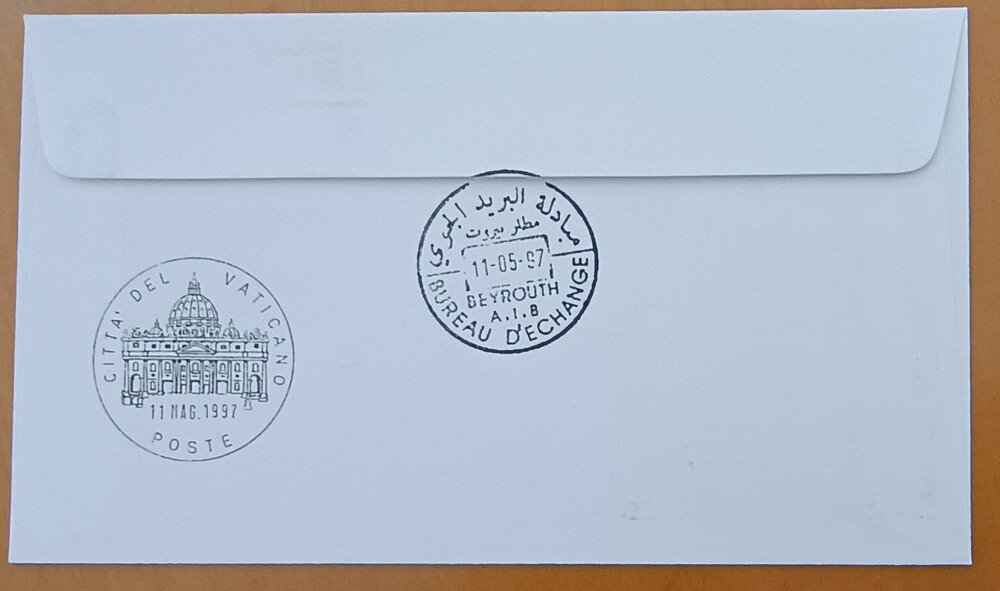 مبادلة البريد الجوي
مطار بيروت
11-05-97
BEYROUTH
A.I.B
BUREAU D'ECHANGE
CITTA' DEL VATICANO
11 MAG. 1997
POSTE